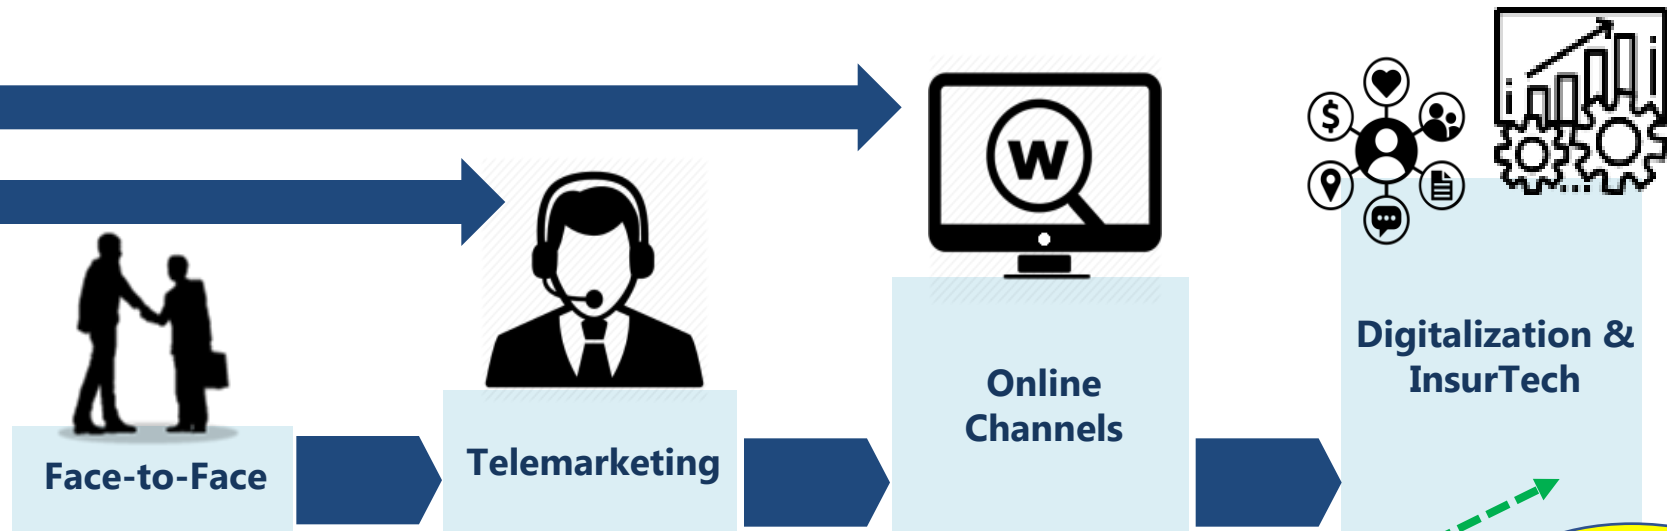 W
Face-to-Face
Telemarketing
Online
Channels
Digitalization &
InsurTech